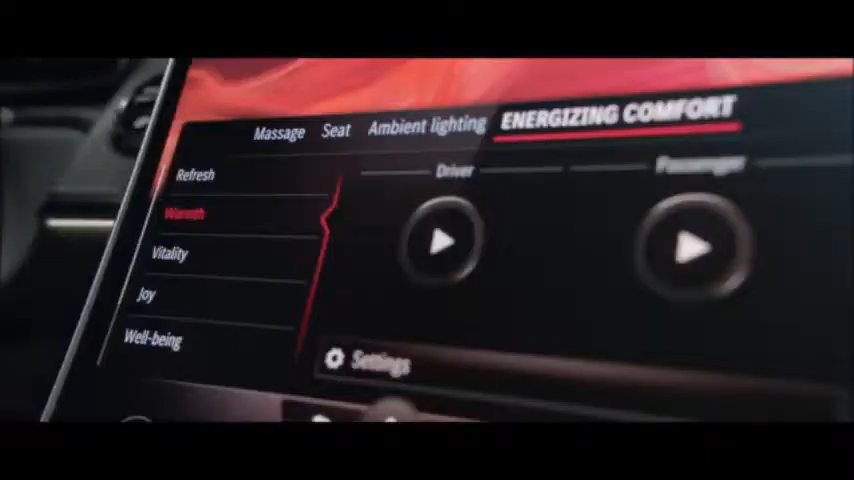 Massage Seat Ambient lighting ENERGIZING COMFORT
Driver Passenger
Refresh
Warmth
Vitality
Joy
Well-being
Settings